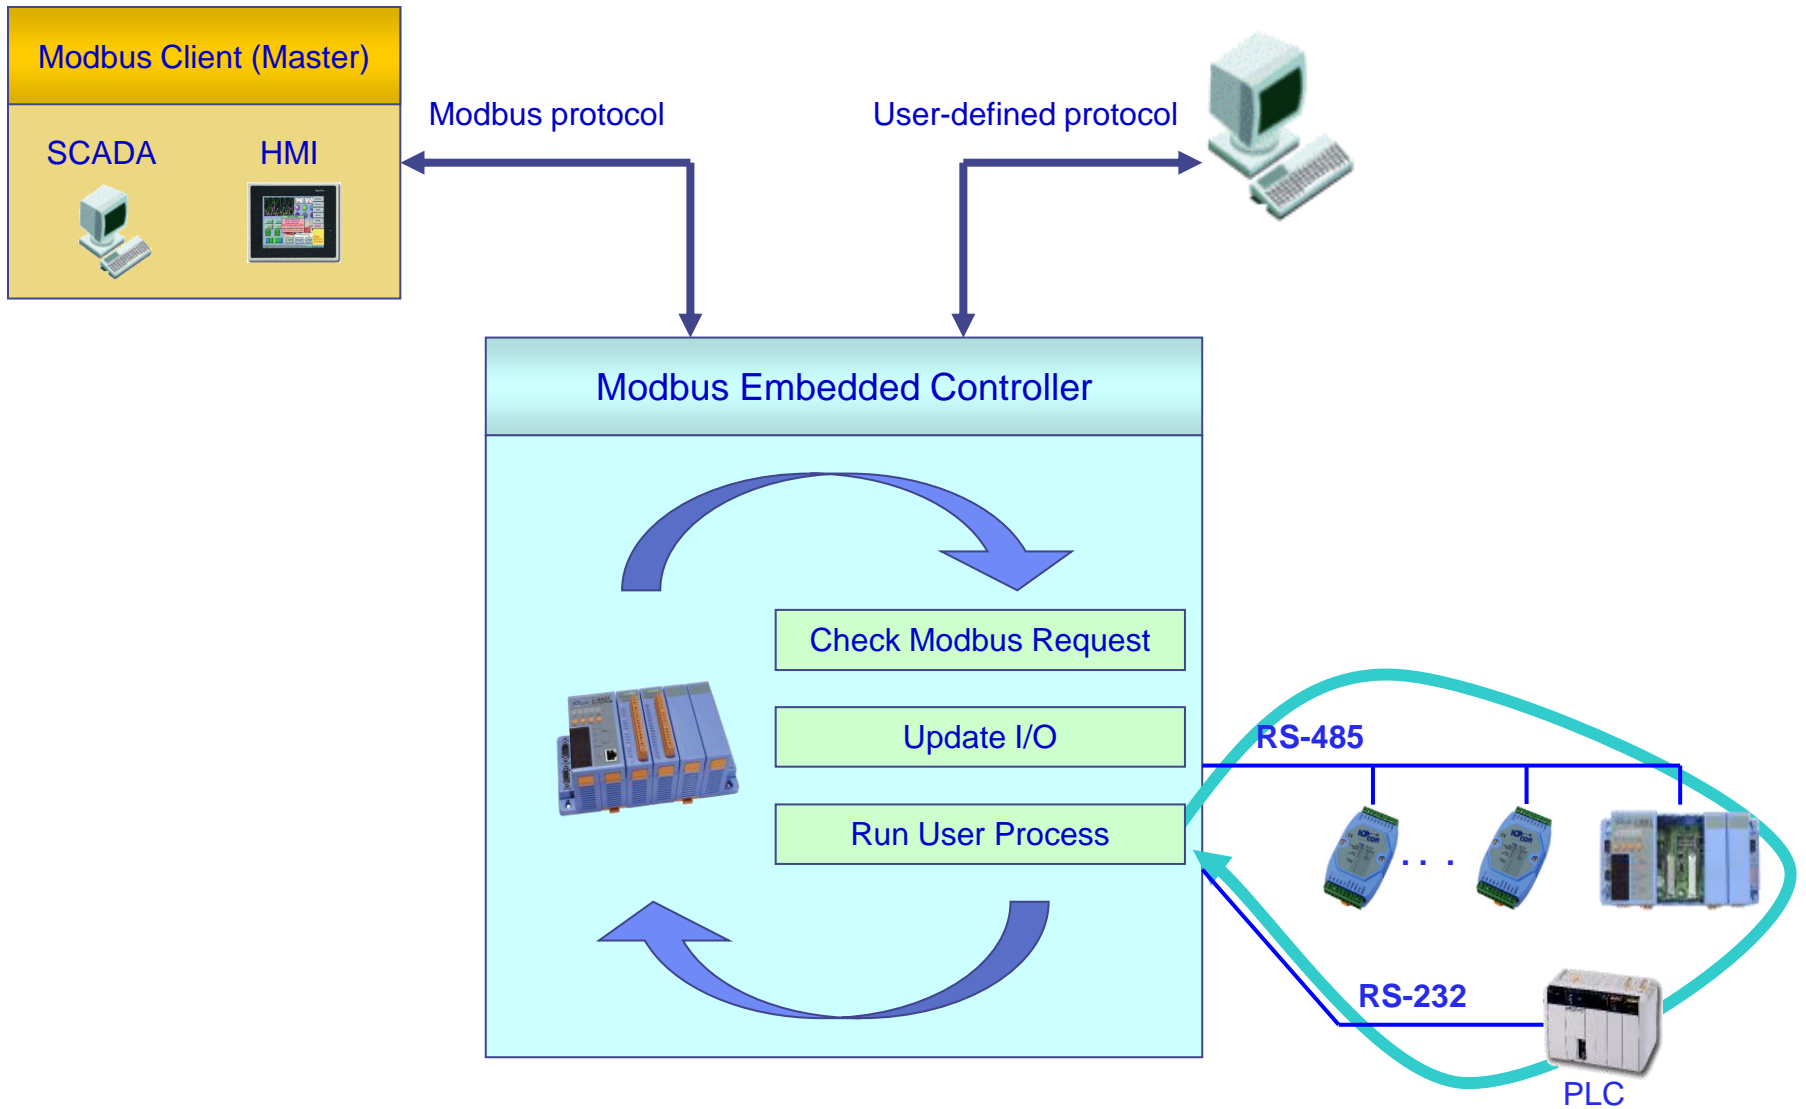 Modbus Client (Master)
SCADA
HMI
Modbus protocol
User-defined protocol
Modbus Embedded Controller
Check Modbus Request
Update I/O
Run User Process
RS-485
. . .
RS-232
PLC